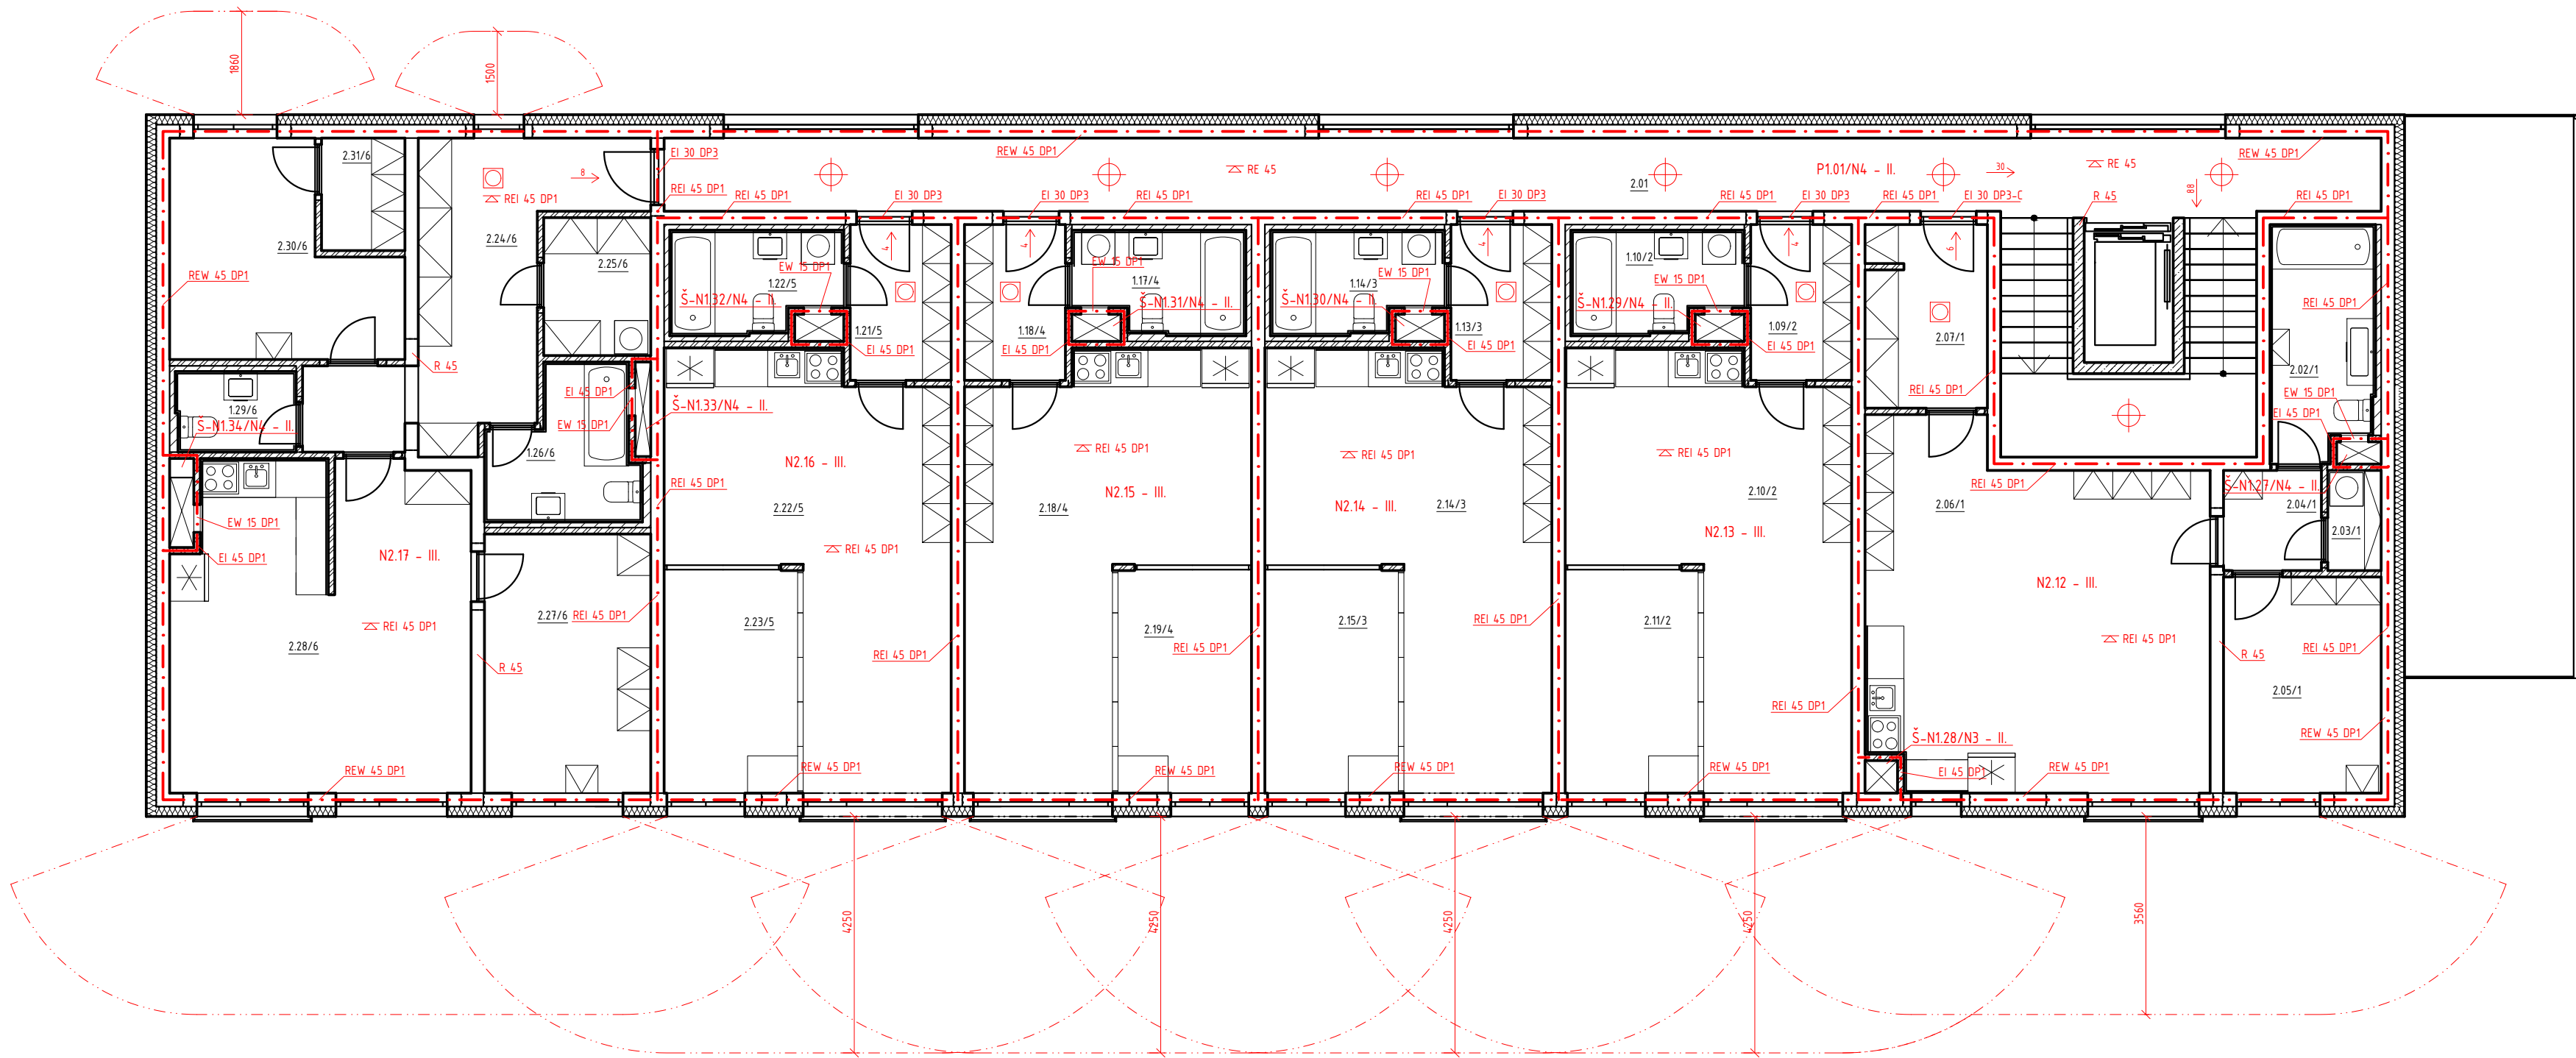 1860
1500
EI 30 DP3
REW 45 DP1
RE 45
P1.01/N4 - II.
30
RE 45
REW 45 DP1
2.31/6
8
REI 45 DP1
REI 45 DP1
REI 45 DP1
EI 30 DP3
EI 30 DP3
REI 45 DP1
2.01
REI 45 DP1
EI 30 DP3
REI 45 DP1
EI 30 DP3
REI 45 DP1
EI 30 DP3-C
R 45
88
REI 45 DP1
2.30/6
2.24/6
2.25/6
4
4
4
4
6
REW 45 DP1
EW 15 DP1
1.22/5
Š-N1.32/N4 - II.
EW 15 DP1
1.17/4
Š-N1.31/N4 - II.
EW 15 DP1
1.14/3
Š-N1.30/N4 - II.
1.10/2
EW 15 DP1
Š-N1.29/N4 - II.
REI 45 DP1
1.21/5
1.18/4
1.13/3
1.09/2
2.07/1
EI 45 DP1
EI 45 DP1
EI 45 DP1
EI 45 DP1
R 45
REI 45 DP1
2.02/1
EW 15 DP1
EI 45 DP1
EI 45 DP1
Š-N1.33/N4 - II.
EW 15 DP1
1.29/6
Š-N1.34/N4 - II.
1.26/6
N2.16 - III.
REI 45 DP1
REI 45 DP1
REI 45 DP1
REI 45 DP1
REI 45 DP1
N2.15 - III.
N2.14 - III.
2.10/2
2.22/5
2.18/4
2.14/3
2.06/1
Š-N1.27/N4 - II.
2.04/1
2.03/1
EW 15 DP1
EI 45 DP1
N2.17 - III.
REI 45 DP1
N2.13 - III.
N2.12 - III.
2.27/6
REI 45 DP1
2.23/5
2.19/4
2.15/3
2.11/2
REI 45 DP1
REI 45 DP1
2.28/6
R 45
REI 45 DP1
REI 45 DP1
REI 45 DP1
R 45
REI 45 DP1
2.05/1
REI 45 DP1
REW 45 DP1
Š-N1.28/N3 - II.
REW 45 DP1
REW 45 DP1
REW 45 DP1
REW 45 DP1
REW 45 DP1
EI 45 DP1
REW 45 DP1
4250
4250
4250
4250
3560